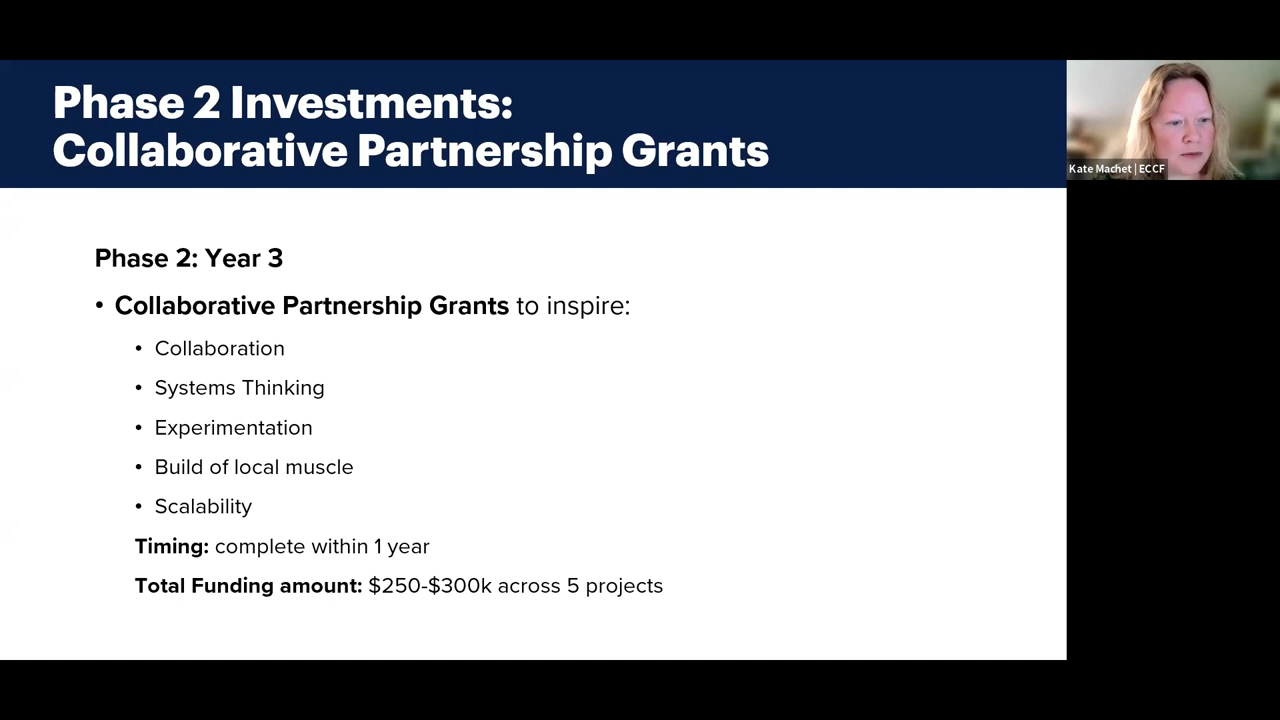 Phase 2 Investments:
Collaborative Partnership Grants
Kate Machet | ECCF
Phase 2: Year 3
• Collaborative Partnership Grants to inspire:
• Collaboration
• Systems Thinking
• Experimentation
• Build of local muscle
• Scalability
Timing: complete within 1 year
Total Funding amount: $250-$300k across 5 projects